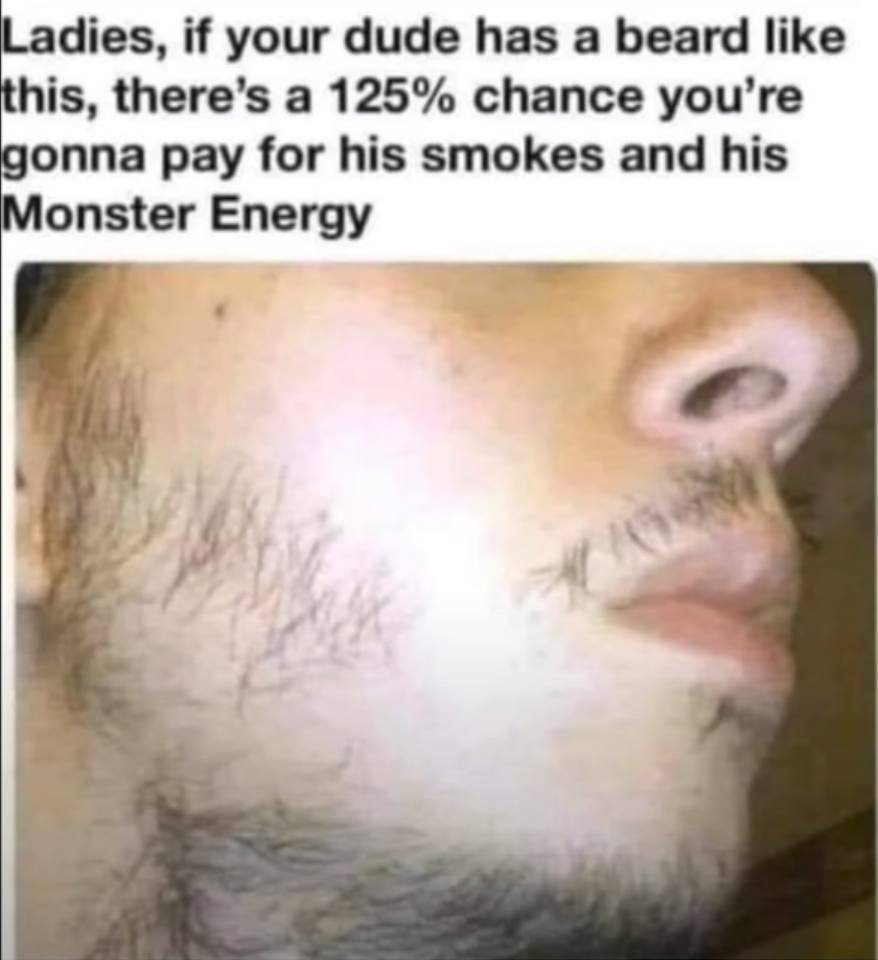 Ladies, if your dude has a beard like
this, there's a 125% chance you're
gonna pay for his smokes and his
Monster Energy